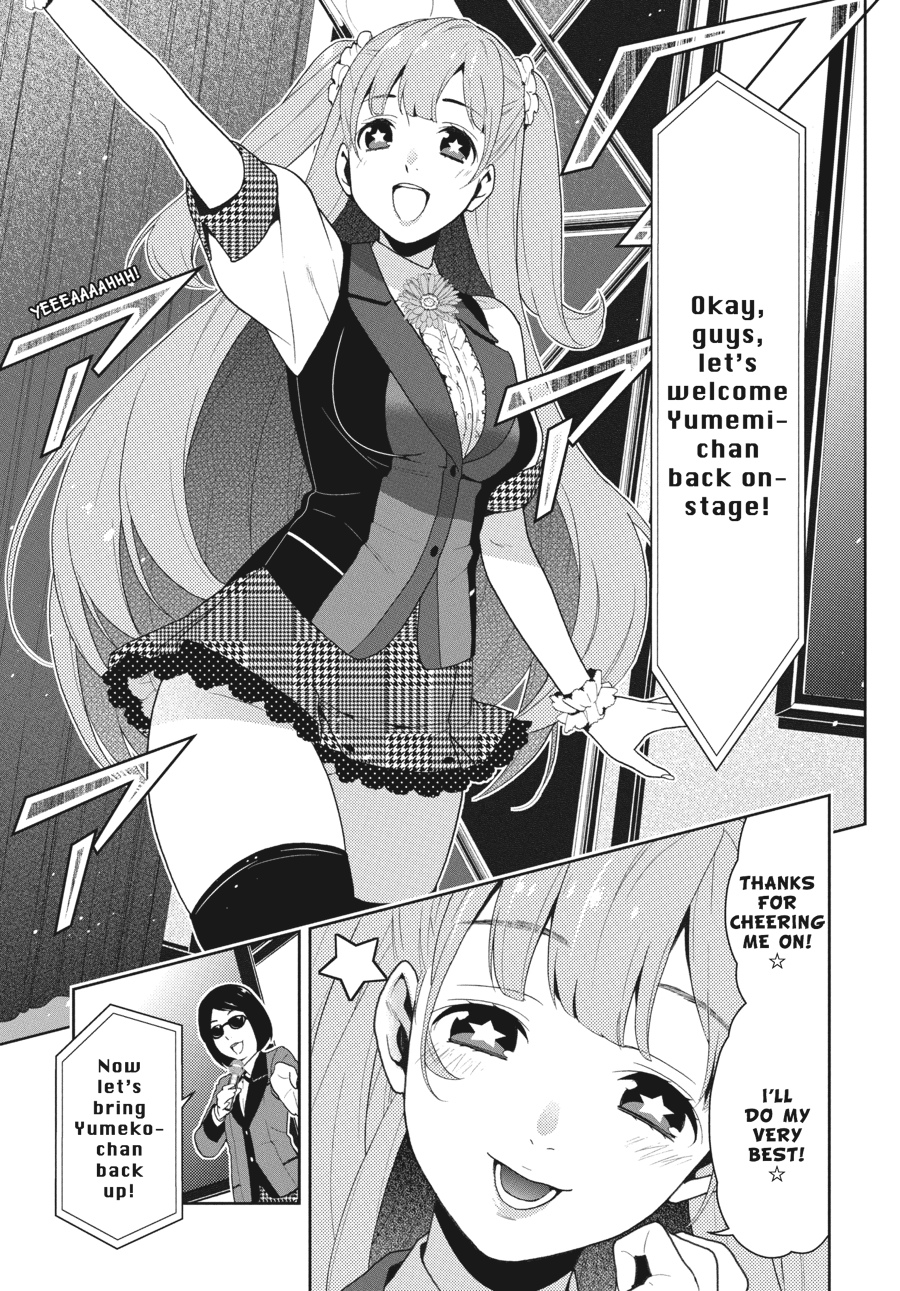 Okay,
guys,
let's
welcome
Yumemi-
chan
back on-
stage!
YEEEAAAAHHH!
THANKS
FOR
CHEERING
ME ON!
☆
I'LL
DO MY
VERY
BEST!
☆
Now
let's
bring
Yumeko-
chan
back
up!